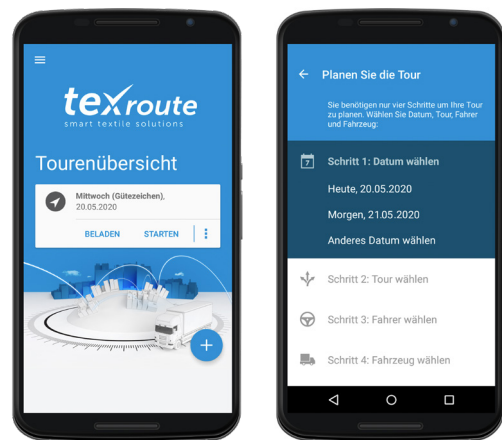 texroute
smart textile solutions
Tourenübersicht
Mittwoch (Gütezeichen),
20.05.2020
BELADEN STARTEN
Planen Sie die Tour
Sie benötigen nur vier Schritte um Ihre Tour
zu planen. Wählen Sie Datum, Tour, Fahrer
und Fahrzeug:
7 Schritt 1: Datum wählen
Heute, 20.05.2020
Morgen, 21.05.2020
Anderes Datum wählen
Schritt 2: Tour wählen
Schritt 3: Fahrer wählen
Schritt 4: Fahrzeug wählen